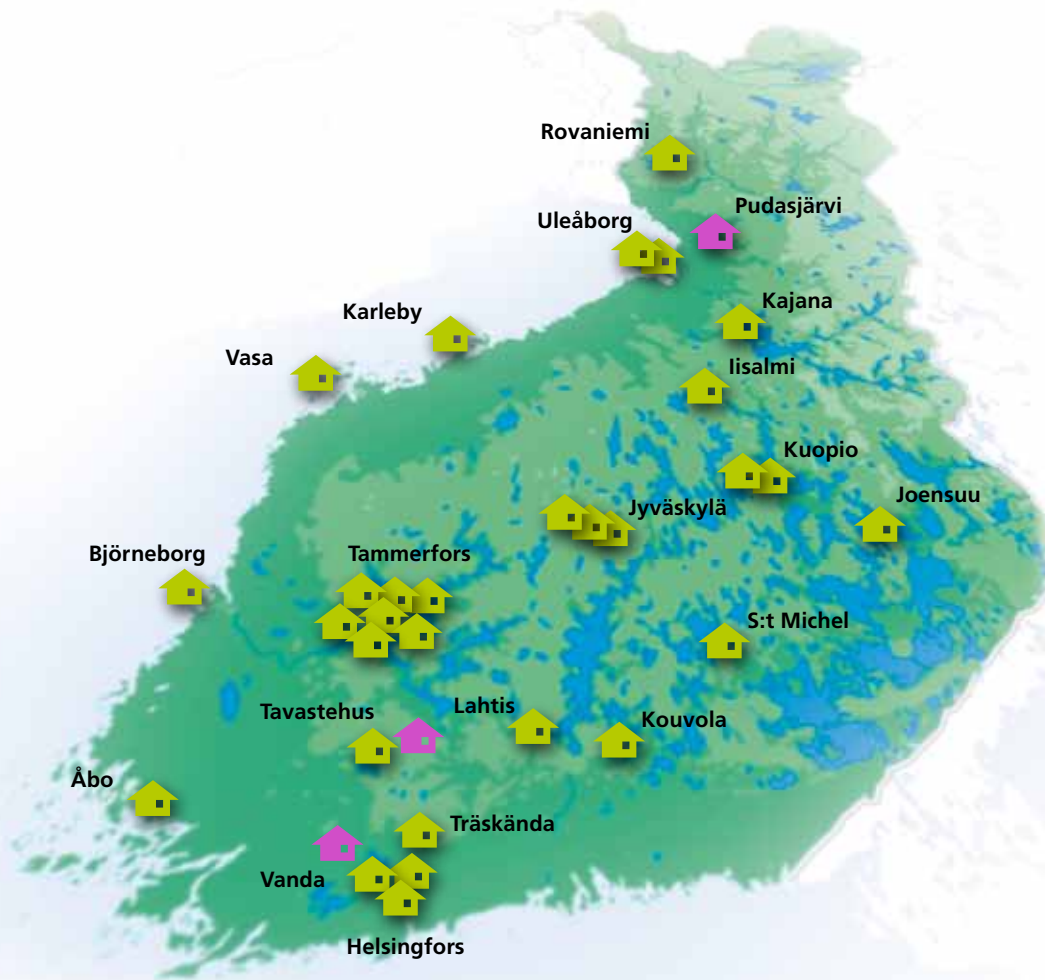 Rovaniemi
Pudasjärvi
Uleåborg
Kajana
Karleby
Vasa
Iisalmi
Kuopio
Joensuu
Jyväskylä
Björneborg
Tammerfors
S:t Michel
Tavastehus
Lahtis
Kouvola
Åbo
Träskända
Vanda
Helsingfors